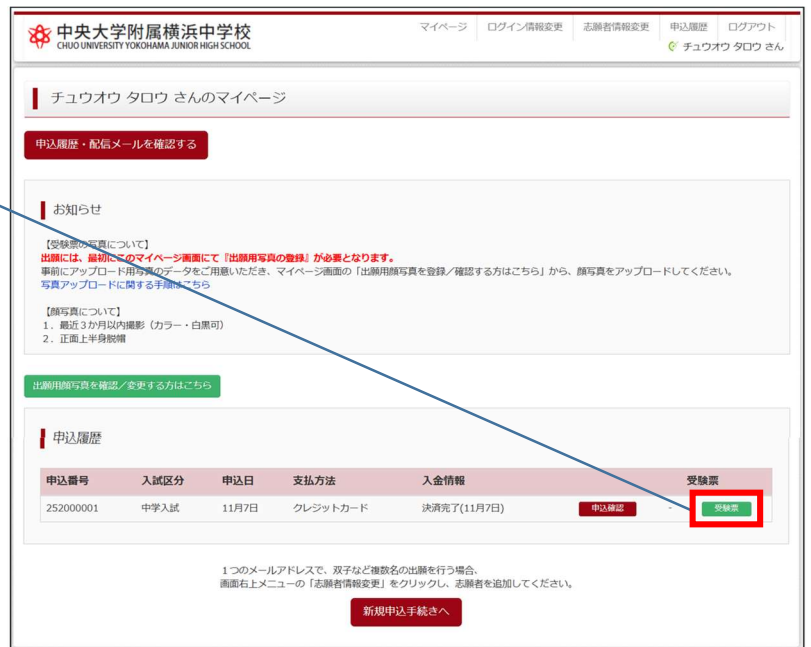 中央大学附属横浜中学校
CHUO UNIVERSITY YOKOHAMA JUNIOR HIGH SCHOOL
マイページ ログイン情報変更 志願者情報変更 申込履歴 ログアウト
チュウオウ タロウ さん
チュウオウ タロウ さんのマイページ
申込履歴・配信メールを確認する
お知らせ
【受験票の写真について】
出願には、最初にこのマイページ画面にて『出願用写真の登録』が必要となります。
事前にアップロード用写真のデータをご用意いただき、マイページ画面の「出願用顔写真を登録/確認する方はこちら」から、顔写真をアップロードしてください。
写真アップロードに関する手順はこちら
【顔写真について】
1.最近3か月以内撮影(カラー・白黒可)
2.正面上半身脱帽
出願用顔写真を確認/変更する方はこちら
申込履歴
申込番号 入試区分 申込日 支払方法 入金情報 受験票
252000001 中学入試 11月7日 クレジットカード 決済完了(11月7日) 申込確認 - 受験票
1つのメールアドレスで、双子など複数名の出願を行う場合、
画面右上メニューの「志願者情報変更」をクリックし、志願者を追加してください。
新規申込手続きへ